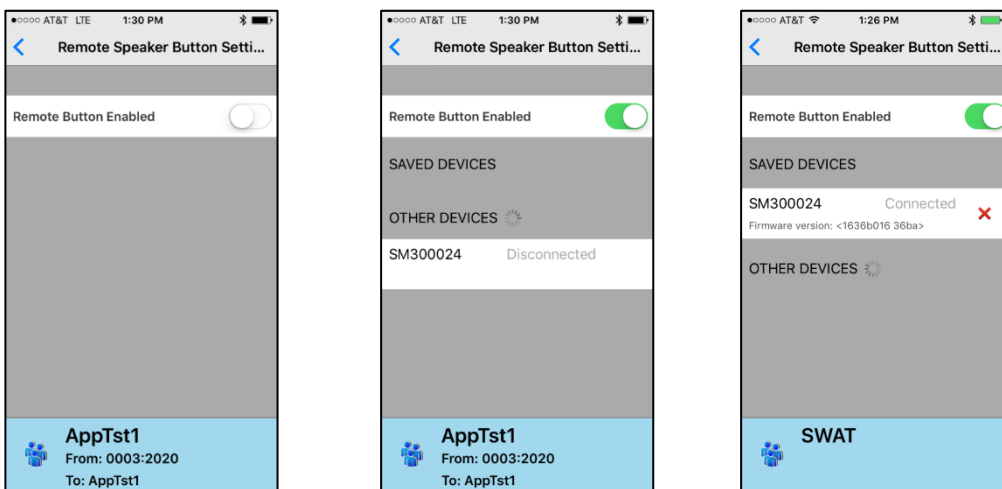 AT&T LTE 1:30 PM
Remote Speaker Button Setti...
Remote Button Enabled
AppTst1
From: 0003:2020
To: AppTst1
AT&T LTE 1:30 PM
Remote Speaker Button Setti...
Remote Button Enabled
SAVED DEVICES
OTHER DEVICES
SM300024 Disconnected
AppTst1
From: 0003:2020
To: AppTst1
AT&T 1:26 PM
Remote Speaker Button Setti...
Remote Button Enabled
SAVED DEVICES
SM300024 Connected
Firmware version: <1636b016 36ba>
OTHER DEVICES
SWAT